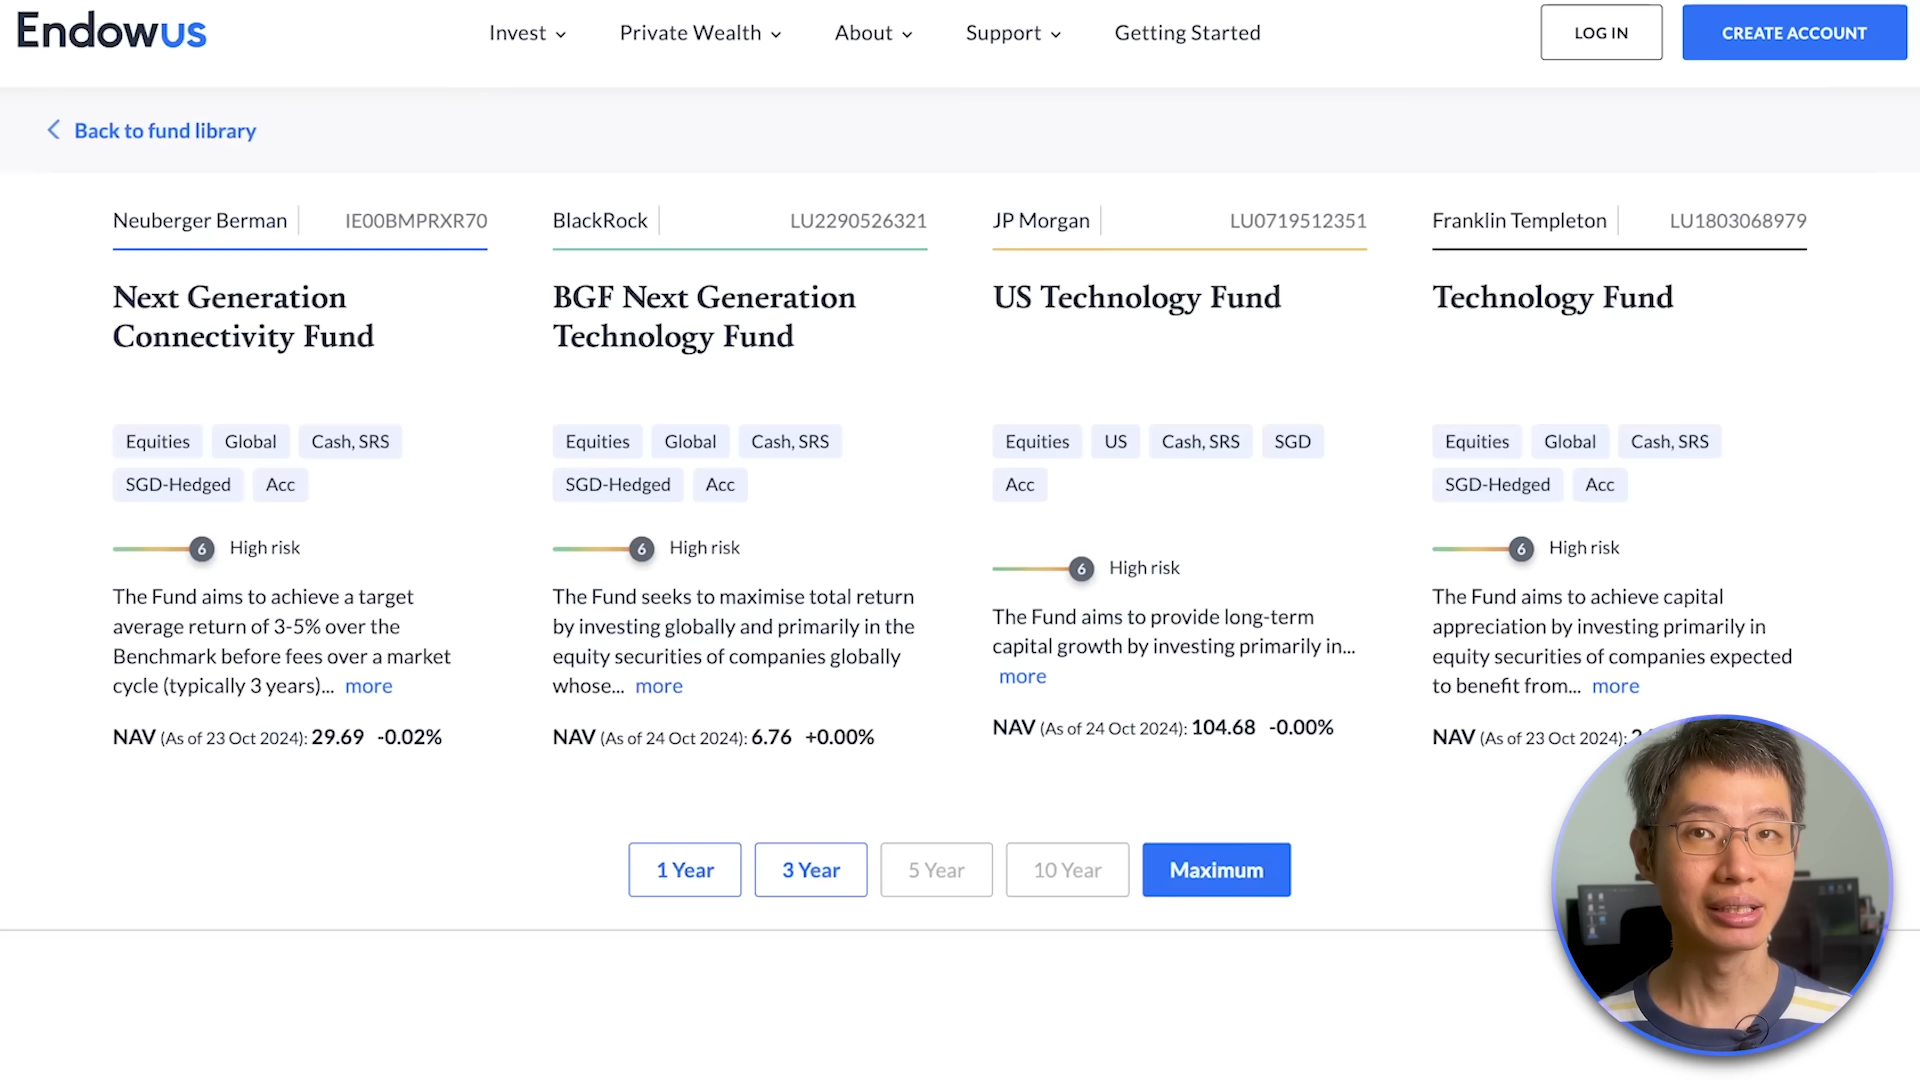 Endowus
Invest
Private Wealth
About
Support
Getting Started
LOG IN
CREATE ACCOUNT
Back to fund library
Neuberger Berman
IE00BMPRXR70
Next Generation
Connectivity Fund
Equities
Global
Cash, SRS
SGD-Hedged
Acc
6
High risk
The Fund aims to achieve a target
average return of 3-5% over the
Benchmark before fees over a market
cycle (typically 3 years)... more
NAV (As of 23 Oct 2024): 29.69 -0.02%
BlackRock
LU2290526321
BGF Next Generation
Technology Fund
Equities
Global
Cash, SRS
SGD-Hedged
Acc
6
High risk
The Fund seeks to maximise total return
by investing globally and primarily in the
equity securities of companies globally
whose... more
NAV (As of 24 Oct 2024): 6.76 +0.00%
JP Morgan
LU0719512351
US Technology Fund
Equities
US
Cash, SRS
SGD
Acc
6
High risk
The Fund aims to provide long-term
capital growth by investing primarily in...
more
NAV (As of 24 Oct 2024): 104.68 -0.00%
Franklin Templeton
LU1803068979
Technology Fund
Equities
Global
Cash, SRS
SGD-Hedged
Acc
6
High risk
The Fund aims to achieve capital
appreciation by investing primarily in
equity securities of companies expected
to benefit from... more
NAV (As of 23 Oct 2024):
1 Year
3 Year
5 Year
10 Year
Maximum